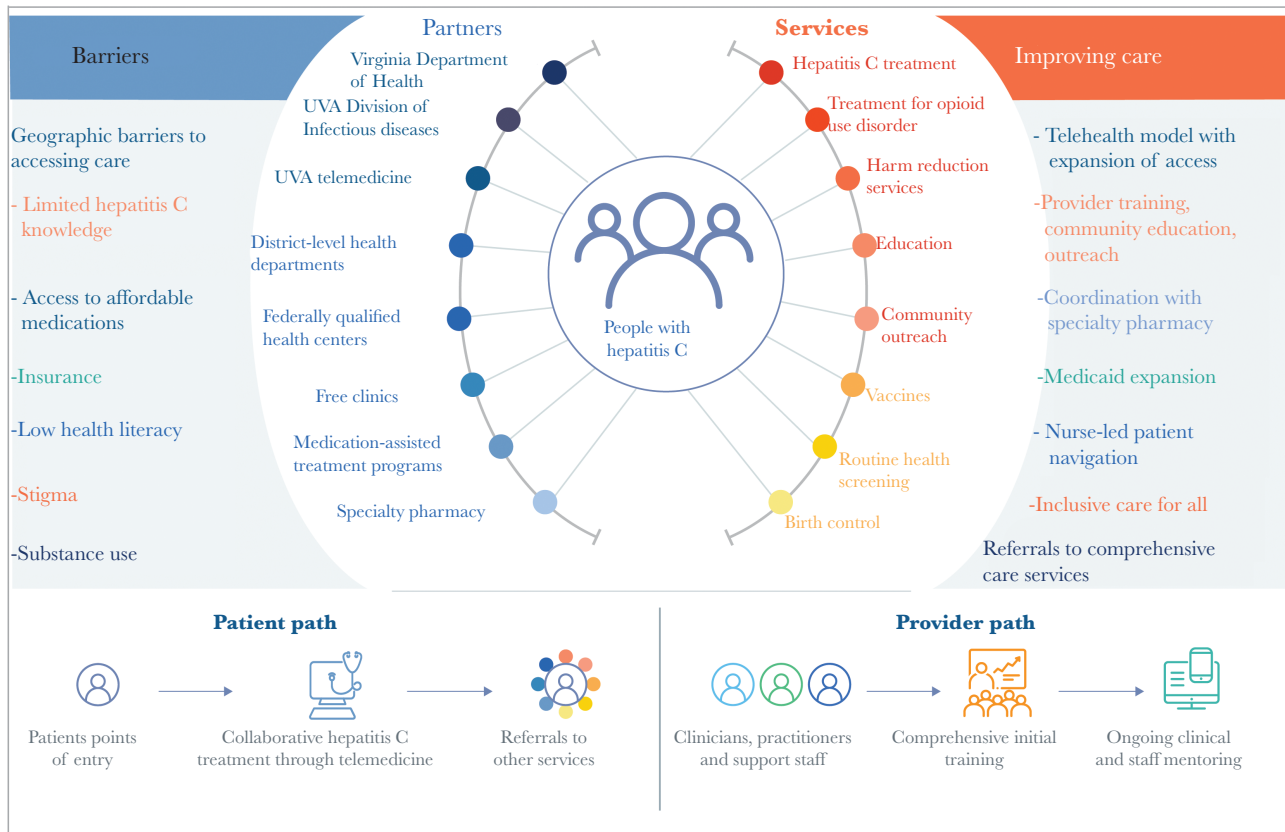 Barriers
Geographic barriers to
accessing care
- Limited hepatitis C
knowledge
- Access to affordable
medications
-Insurance
-Low health literacy
-Stigma
-Substance use
Partners
Virginia Department
of Health
UVA Division of
Infectious diseases
UVA telemedicine
District-level health
departments
Federally qualified
health centers
Free clinics
Medication-assisted
treatment programs
Specialty pharmacy
People with
hepatitis C
Services
Hepatitis C treatment
Treatment for opioid
use disorder
Harm reduction
services
Education
Community
outreach
Vaccines
Routine health
screening
Birth control
Improving care
- Telehealth model with
expansion of access
-Provider training,
community education,
outreach
-Coordination with
specialty pharmacy
-Medicaid expansion
- Nurse-led patient
navigation
-Inclusive care for all
Referrals to comprehensive
care services
Patient path
Patients points
of entry
Collaborative hepatitis C
treatment through telemedicine
Referrals to
other services
Provider path
Clinicians, practitioners
and support staff
Comprehensive initial
training
Ongoing clinical
and staff mentoring